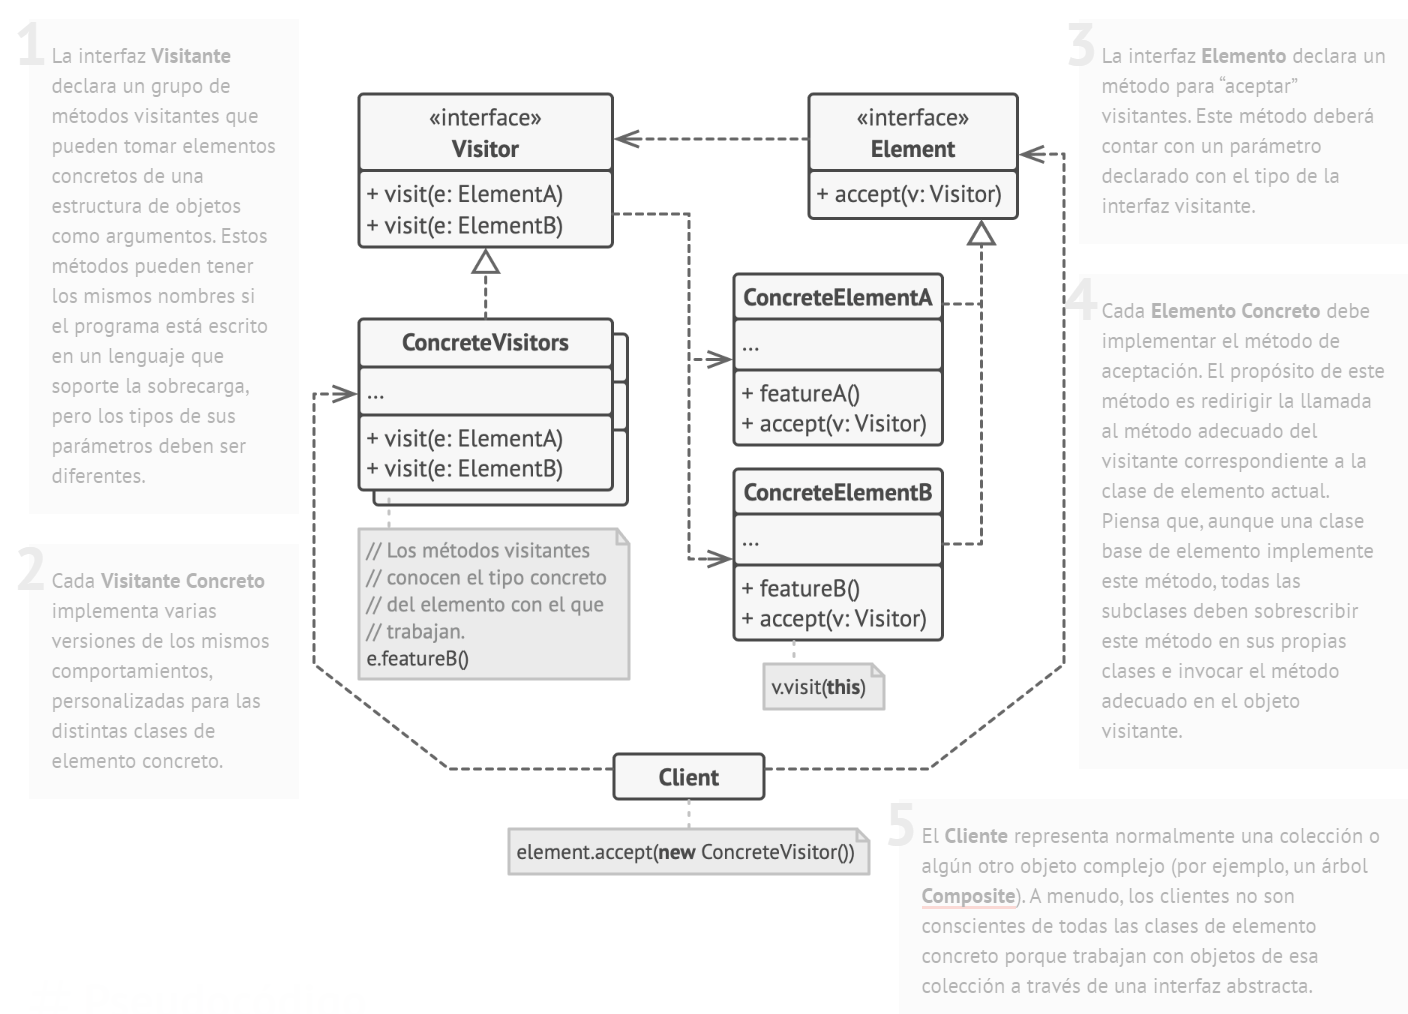 1
La interfaz Visitante
declara un grupo de
métodos visitantes que
pueden tomar elementos
concretos de una
estructura de objetos
como argumentos. Estos
métodos pueden tener
los mismos nombres si
el programa está escrito
en un lenguaje que
soporte la sobrecarga,
pero los tipos de sus
parámetros deben ser
diferentes.
2
Cada Visitante Concreto
implementa varias
versiones de los mismos
comportamientos,
personalizadas para las
distintas clases de
elemento concreto.
«interface»
Visitor
+ visit(e: ElementA)
+ visit(e: ElementB)
ConcreteVisitors
...
+ visit(e: ElementA)
+ visit(e: ElementB)
// Los métodos visitantes
// conocen el tipo concreto
// del elemento con el que
// trabajan.
e.featureB()
«interface»
Element
+ accept(v: Visitor)
ConcreteElementA
...
+ featureA()
+ accept(v: Visitor)
ConcreteElementB
...
+ featureB()
+ accept(v: Visitor)
v.visit(this)
Client
element.accept(new ConcreteVisitor())
3
La interfaz Elemento declara un
método para “aceptar”
visitantes. Este método deberá
contar con un parámetro
declarado con el tipo de la
interfaz visitante.
4
Cada Elemento Concreto debe
implementar el método de
aceptación. El propósito de este
método es redirigir la llamada
al método adecuado del
visitante correspondiente a la
clase de elemento actual.
Piensa que, aunque una clase
base de elemento implemente
este método, todas las
subclases deben sobrescribir
este método en sus propias
clases e invocar el método
adecuado en el objeto
visitante.
5
El Cliente representa normalmente una colección o
algún otro objeto complejo (por ejemplo, un árbol
Composite). A menudo, los clientes no son
conscientes de todas las clases de elemento
concreto porque trabajan con objetos de esa
colección a través de una interfaz abstracta.